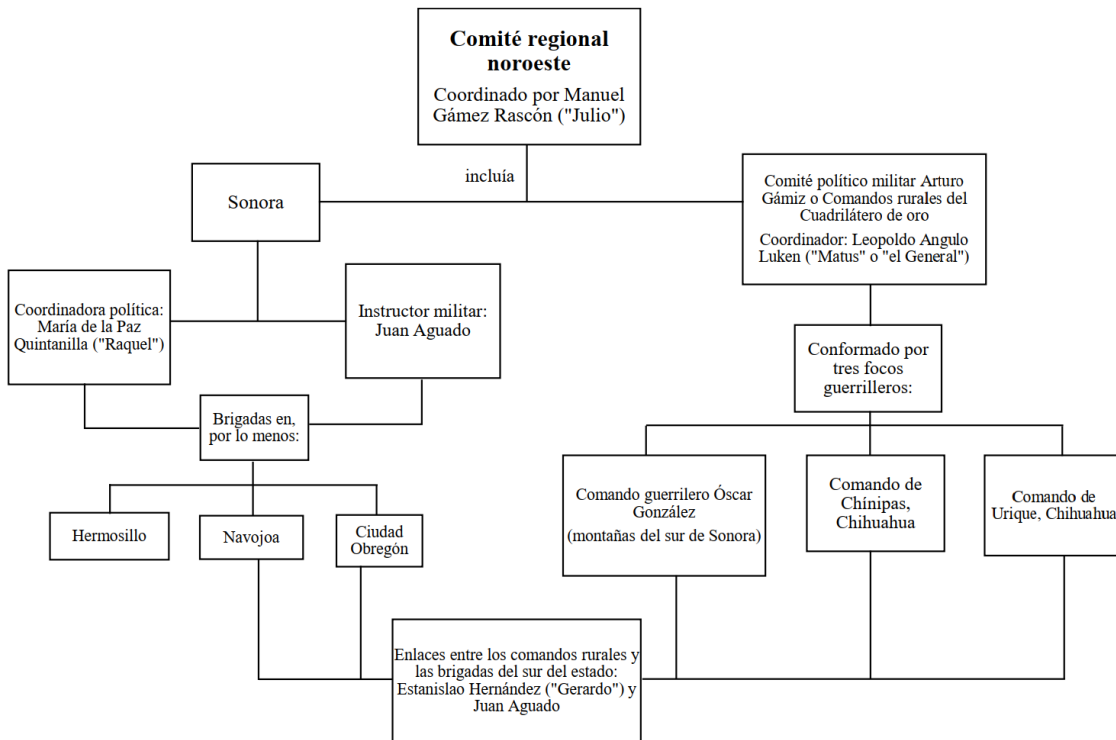 Comité regional
noroeste
Coordinado por Manuel
Gámez Rascón ("Julio")
incluía
Sonora
Comité político militar Arturo
Gámiz o Comandos rurales del
Cuadrilátero de oro
Coordinador: Leopoldo Angulo
Luken ("Matus" o "el General")
Coordinadora política:
María de la Paz
Quintanilla ("Raquel")
Instructor militar:
Juan Aguado
Conformado por
tres focos
guerrilleros:
Brigadas en,
por lo menos:
Hermosillo
Navojoa
Ciudad
Obregón
Comando guerrilero Óscar
González
(montañas del sur de Sonora)
Comando de
Chínipas,
Chihuahua
Comando de
Urique, Chihuahua
Enlaces entre los comandos rurales y
las brigadas del sur del estado:
Estanislao Hernández ("Gerardo") y
Juan Aguado